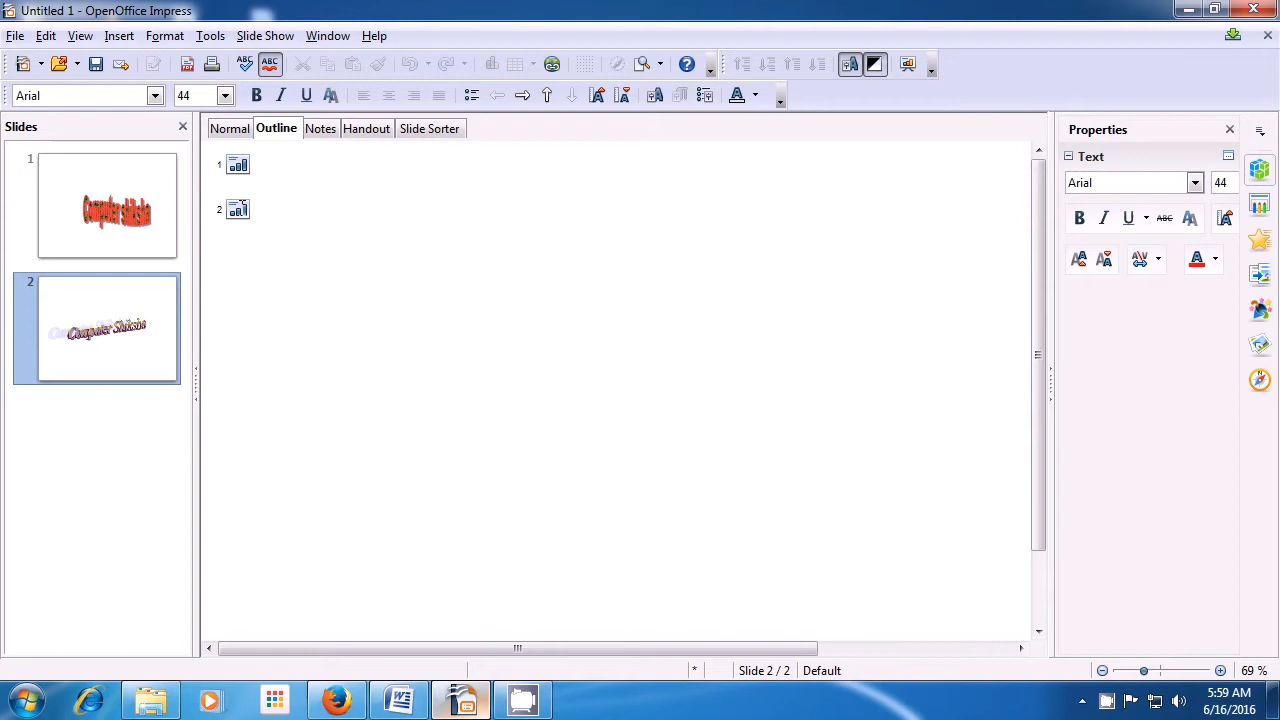 Untitled 1 - OpenOffice Impress
File Edit View Insert Format Tools Slide Show Window Help
Arial 44
Slides
Normal Outline Notes Handout Slide Sorter
Properties
Text
Arial 44
1
Computer shiksha
2
Computer Shiksha
1
2
Slide 2 / 2 Default 69 %
5:59 AM
6/16/2016